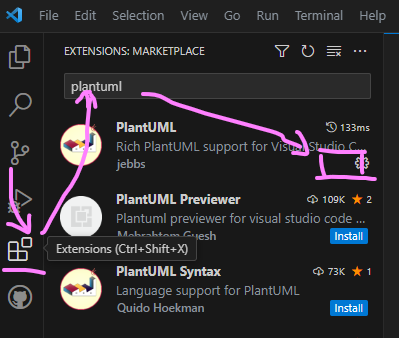 File Edit Selection View Go Run Terminal Help
EXTENSIONS: MARKETPLACE
plantuml
PlantUML 133ms
Rich PlantUML support for Visual Studio C...
jebbs
PlantUML Previewer 109K 2
Plantuml previewer for visual studio code ...
Mebrahtom Guesh Install
Extensions (Ctrl+Shift+X)
PlantUML Syntax 73K 1
Language support for PlantUML
Quido Hoekman Install